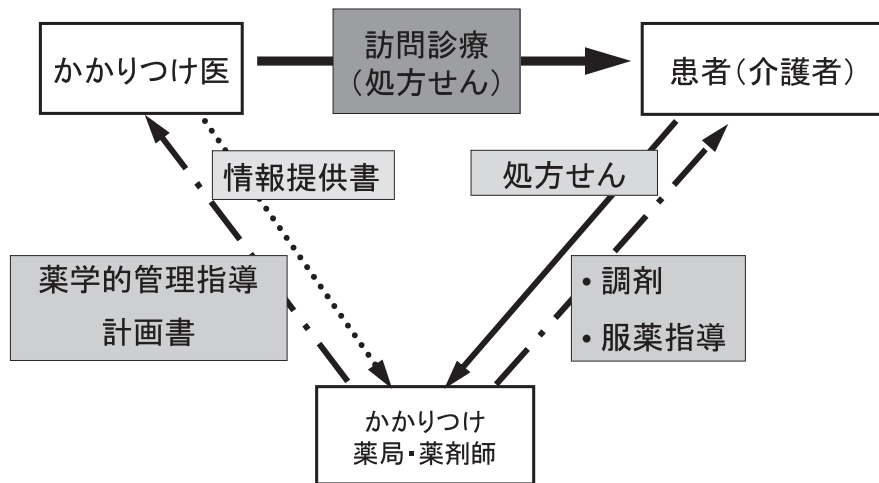 かかりつけ医
訪問診療
（処方せん）
患者（介護者）
情報提供書
処方せん
薬学的管理指導
計画書
・調剤
・服薬指導
かかりつけ
薬局・薬剤師